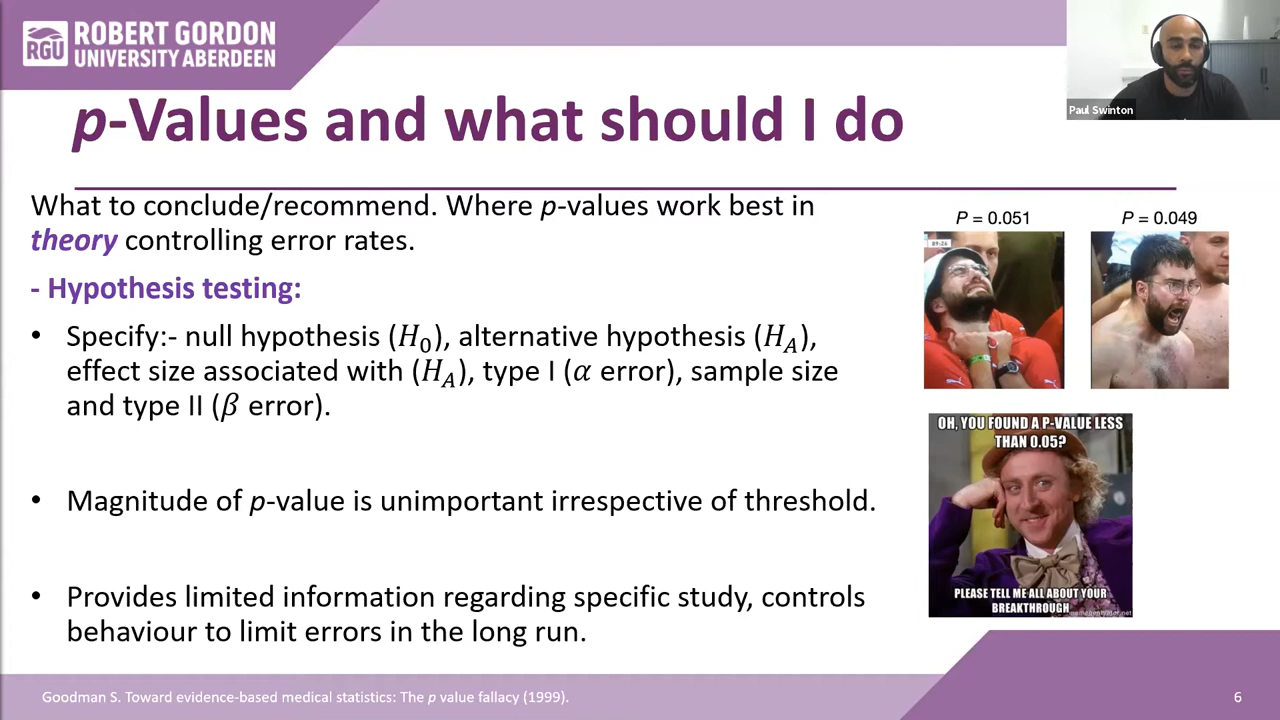 RGU
ROBERT GORDON
UNIVERSITY ABERDEEN
Paul Swinton
p-Values and what should I do
What to conclude/recommend. Where p-values work best in
theory controlling error rates.
- Hypothesis testing:
• Specify:- null hypothesis (H₀), alternative hypothesis (H_A),
effect size associated with (H_A), type I (α error), sample size
and type II (β error).
• Magnitude of p-value is unimportant irrespective of threshold.
• Provides limited information regarding specific study, controls
behaviour to limit errors in the long run.
P = 0.051
P = 0.049
OH, YOU FOUND A P-VALUE LESS
THAN 0.05?
PLEASE TELL ME ALL ABOUT YOUR
BREAKTHROUGH
Goodman S. Toward evidence-based medical statistics: The p value fallacy (1999).
6